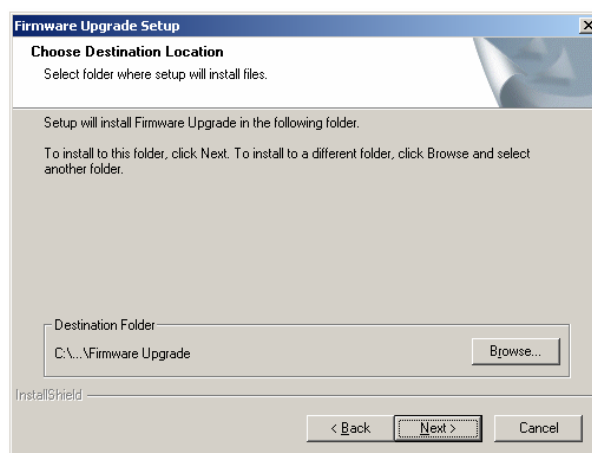 Firmware Upgrade Setup
Choose Destination Location
Select folder where setup will install files.
Setup will install Firmware Upgrade in the following folder.
To install to this folder, click Next. To install to a different folder, click Browse and select
another folder.
Destination Folder
C:\...\Firmware Upgrade
Browse...
InstallShield
< Back
Next >
Cancel